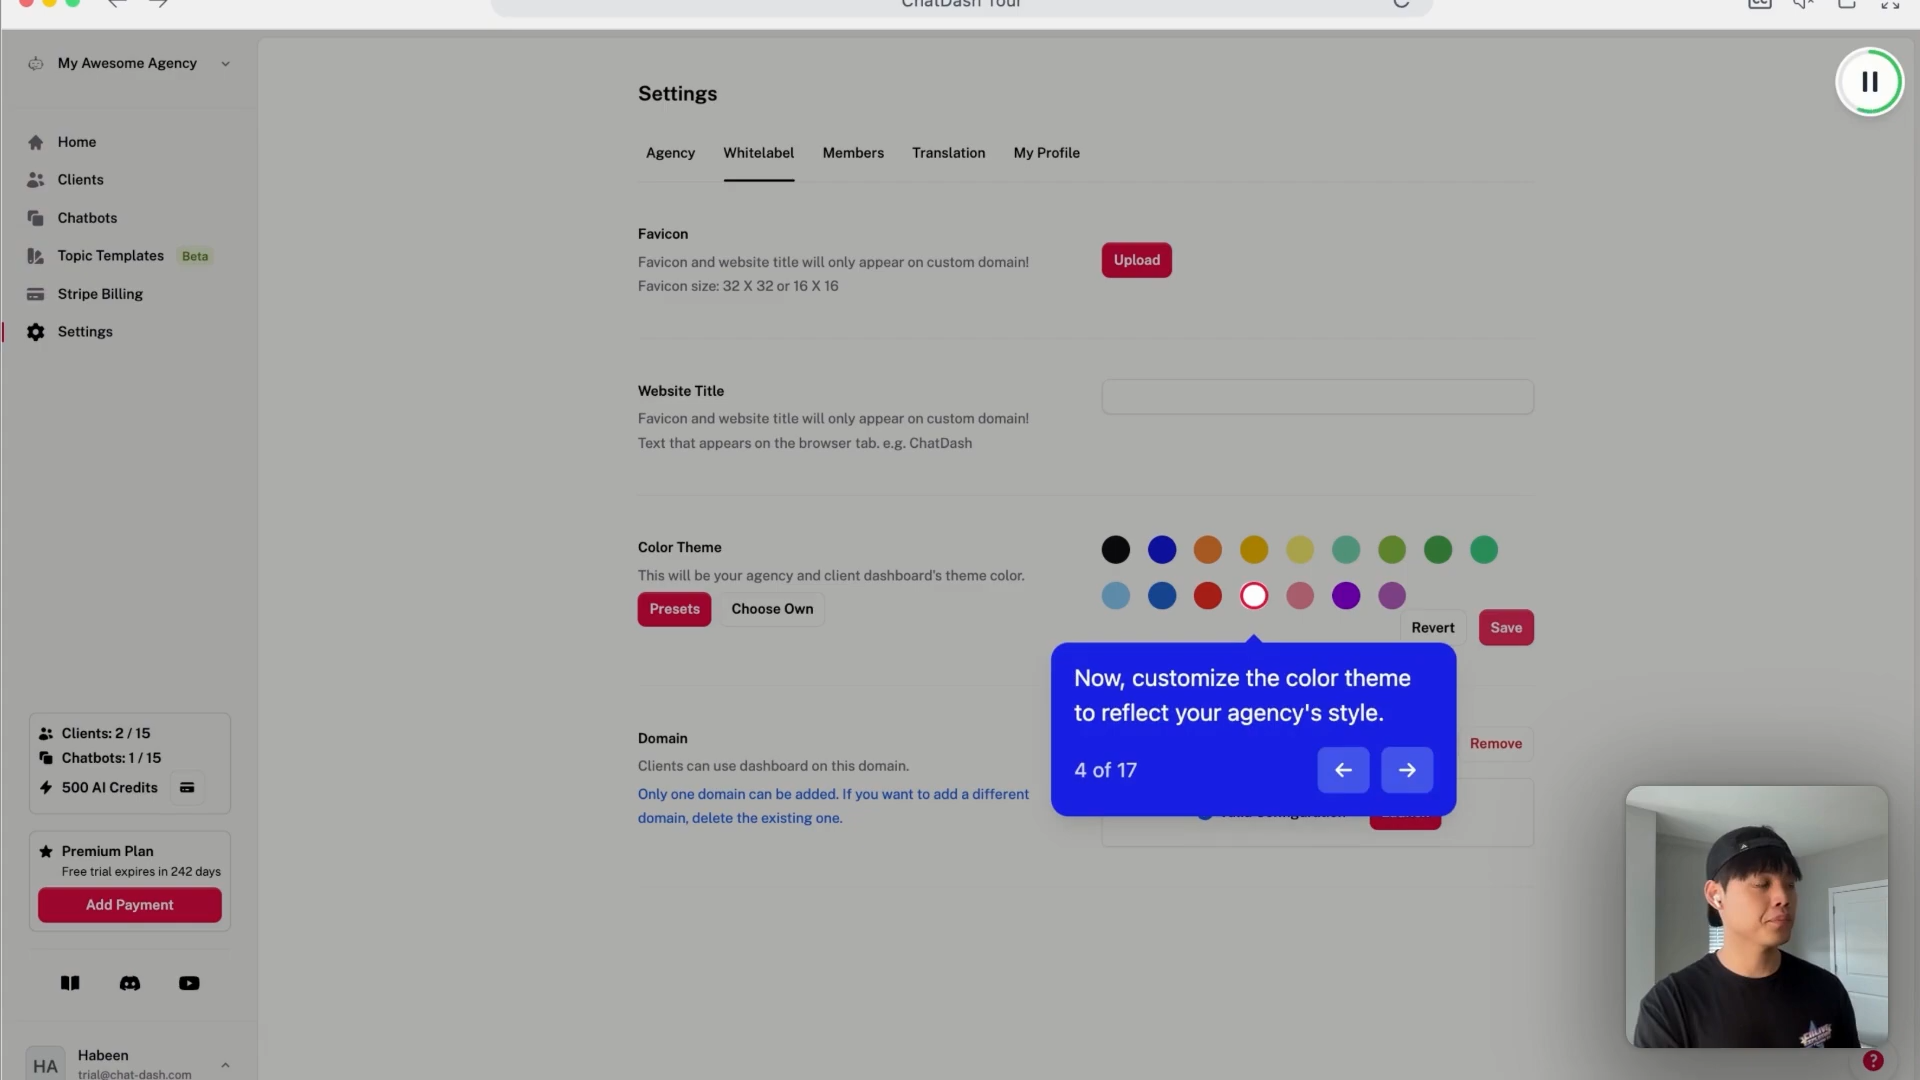 ChatDash Tour
My Awesome Agency
Home
Clients
Chatbots
Topic Templates Beta
Stripe Billing
Settings
Clients: 2 / 15
Chatbots: 1 / 15
500 AI Credits
Premium Plan
Free trial expires in 242 days
Add Payment
HA
Habeen
trial@chat-dash.com
Settings
Agency Whitelabel Members Translation My Profile
Favicon
Favicon and website title will only appear on custom domain!
Favicon size: 32 X 32 or 16 X 16
Upload
Website Title
Favicon and website title will only appear on custom domain!
Text that appears on the browser tab. e.g. ChatDash
Color Theme
This will be your agency and client dashboard's theme color.
Presets Choose Own
Revert Save
Now, customize the color theme
to reflect your agency's style.
4 of 17
Domain
Clients can use dashboard on this domain.
Only one domain can be added. If you want to add a different
domain, delete the existing one.
Remove
?